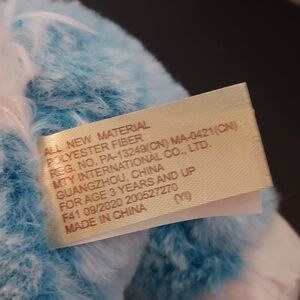 ALL NEW MATERIAL
POLYESTER FIBER
REG. NO. PA-13249(CN) MA-0421(CN)
MTY INTERNATIONAL CO., LTD.
GUANGZHOU, CHINA
FOR AGE 3 YEARS AND UP
F41 09/2020 200527270
MADE IN CHINA (YI)